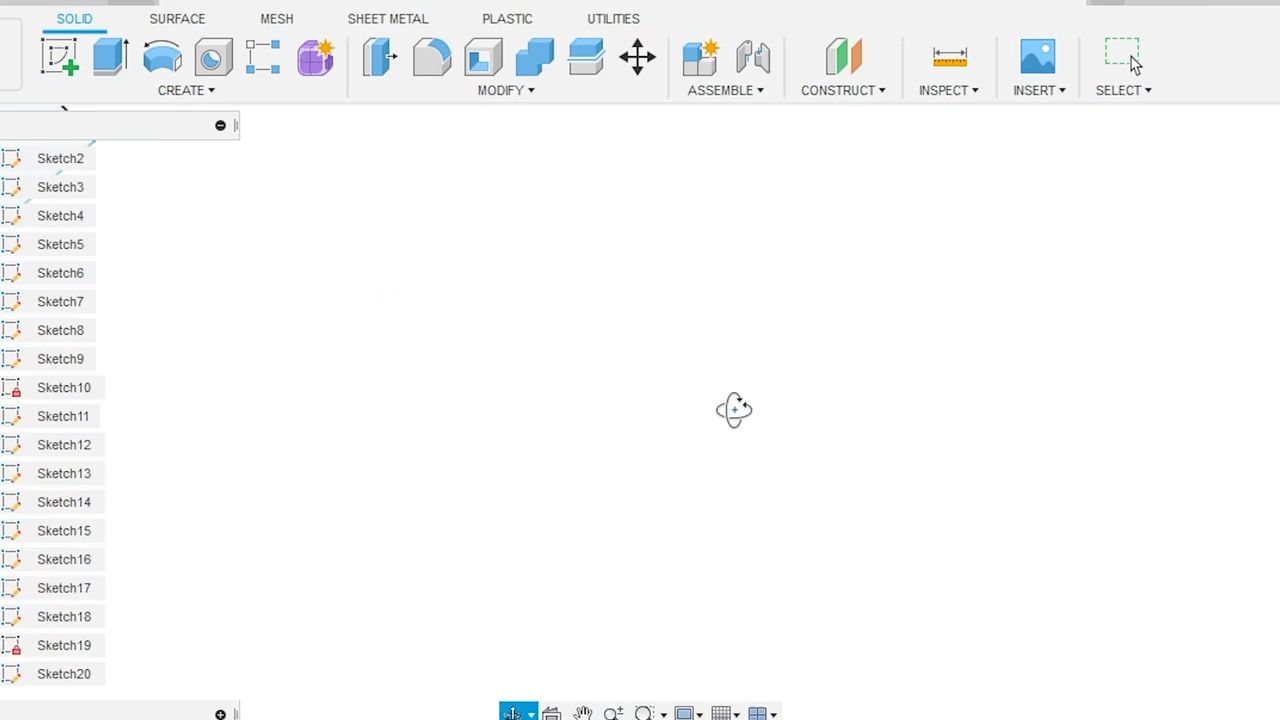 SOLID SURFACE MESH SHEET METAL PLASTIC UTILITIES
CREATE MODIFY ASSEMBLE CONSTRUCT INSPECT INSERT SELECT
Sketch2
Sketch3
Sketch4
Sketch5
Sketch6
Sketch7
Sketch8
Sketch9
Sketch10
Sketch11
Sketch12
Sketch13
Sketch14
Sketch15
Sketch16
Sketch17
Sketch18
Sketch19
Sketch20